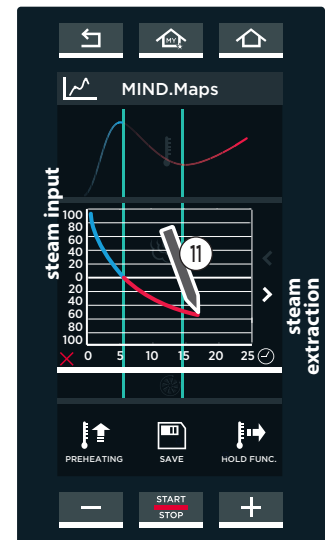 MY
MIND.Maps
steam input
100
80
60
40
20
0
20
40
60
80
100
0 5 10 15 20 25
11
steam
extraction
PREHEATING SAVE HOLD FUNC.
START
STOP